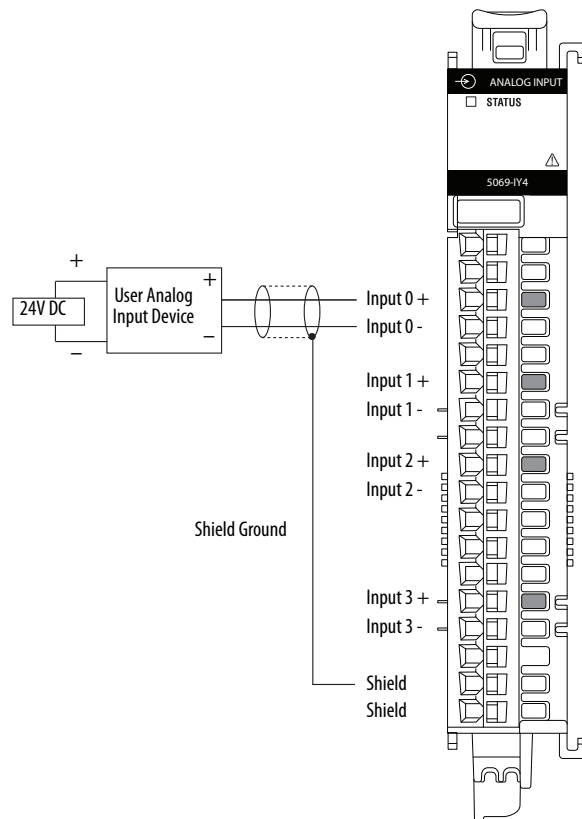 ANALOG INPUT
STATUS
5069-IY4
+
24V DC
–
User Analog
Input Device
+
–
Input 0 +
Input 0 -
Input 1 +
Input 1 -
Input 2 +
Input 2 -
Shield Ground
Input 3 +
Input 3 -
Shield
Shield